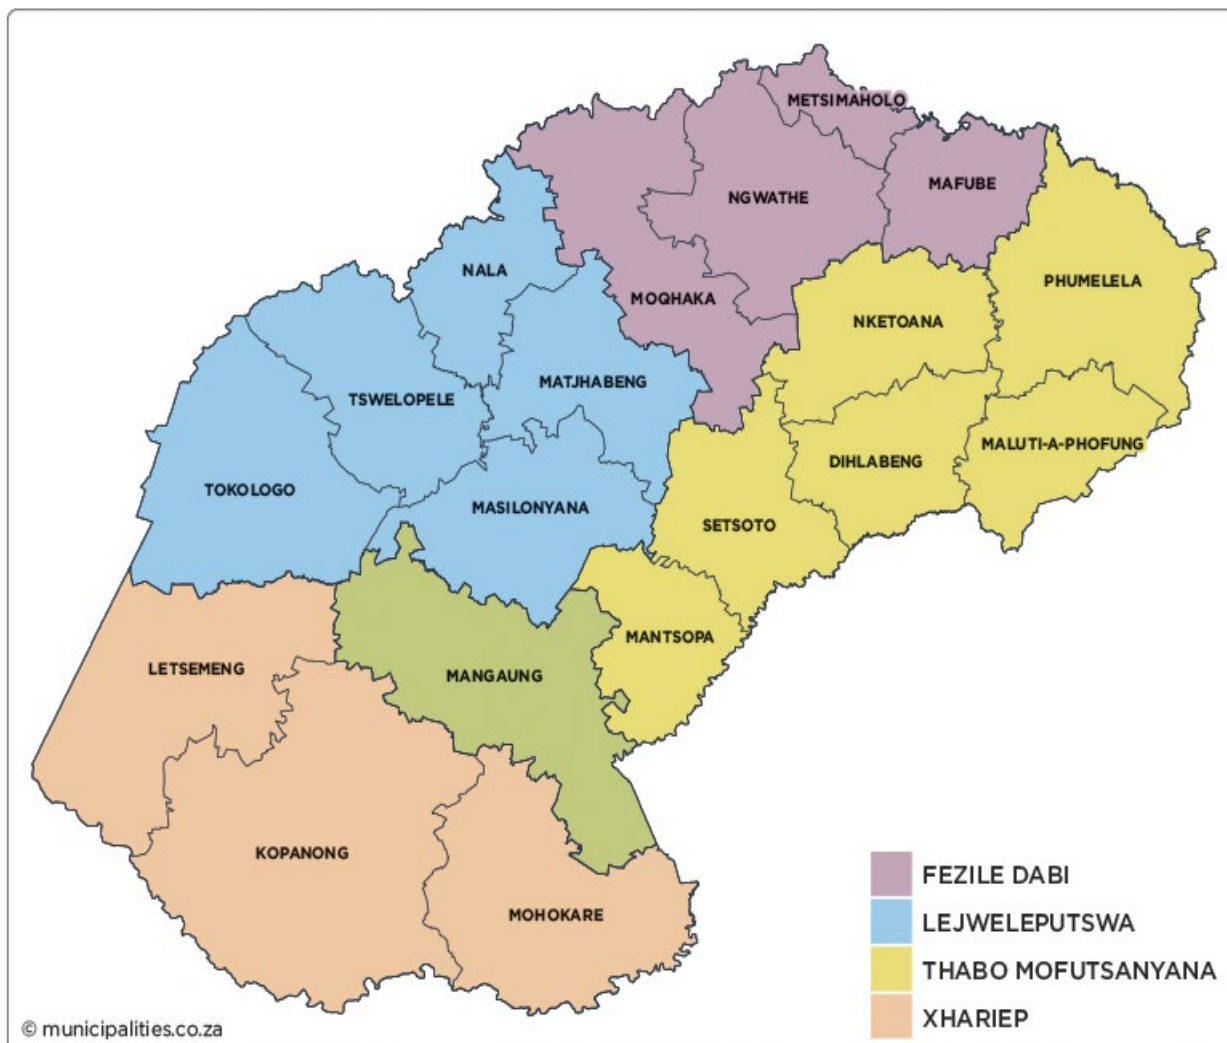 METSIMAHOLO
MAFUBE
NGWATHE
NALA
PHUMELELA
MOQHAKA
NKETOANA
MATJHABENG
TSWELOPELE
MALUTI-A-PHOFUNG
DIHLABENG
TOKOLOGO
MASILONYANA
SETSOTO
MANTSOPA
LETSEMENG
MANGAUNG
KOPANONG
MOHOKARE
FEZILE DABI
LEJWELEPUTSWA
THABO MOFUTSANYANA
XHARIEP
© municipalities.co.za